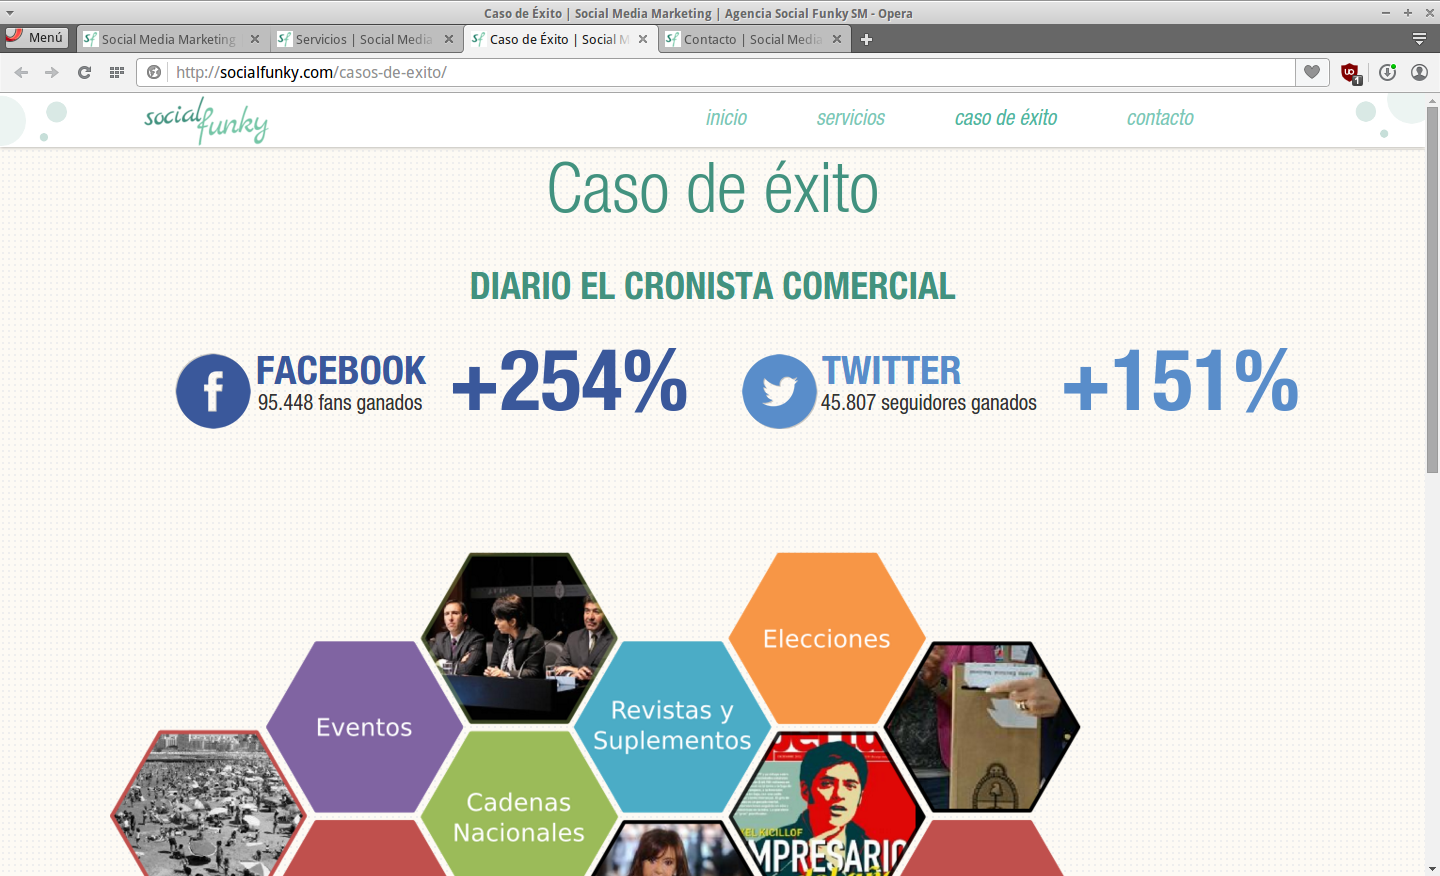 Caso de Éxito | Social Media Marketing | Agencia Social Funky SM - Opera
Menú
Social Media Marketing
Servicios | Social Media
Caso de Éxito | Social M
Contacto | Social Media
http://socialfunky.com/casos-de-exito/
social funky
inicio
servicios
caso de éxito
contacto
Caso de éxito
DIARIO EL CRONISTA COMERCIAL
FACEBOOK
95.448 fans ganados
+254%
TWITTER
45.807 seguidores ganados
+151%
Elecciones
Eventos
Revistas y
Suplementos
Cadenas
Nacionales
EL KICILLOF
MPRESARIO